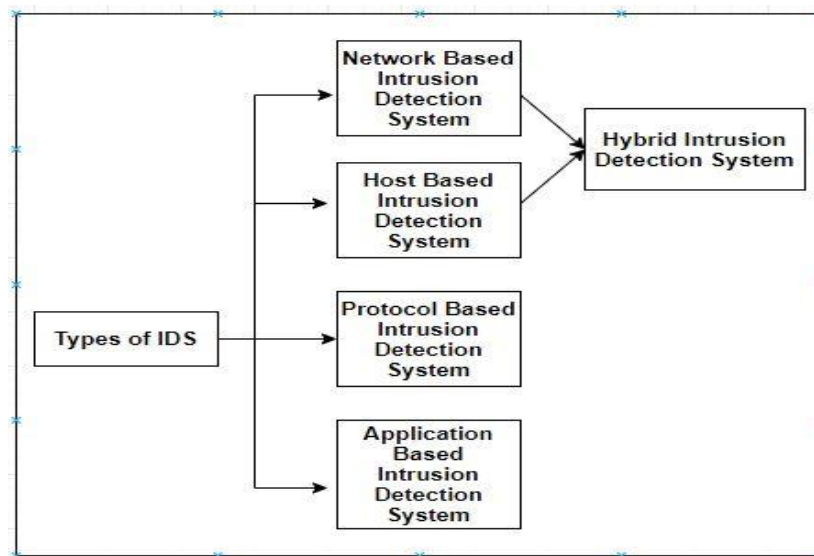 Network Based
Intrusion
Detection
System
Hybrid Intrusion
Detection System
Host Based
Intrusion
Detection
System
Types of IDS
Protocol Based
Intrusion
Detection
System
Application
Based
Intrusion
Detection
System